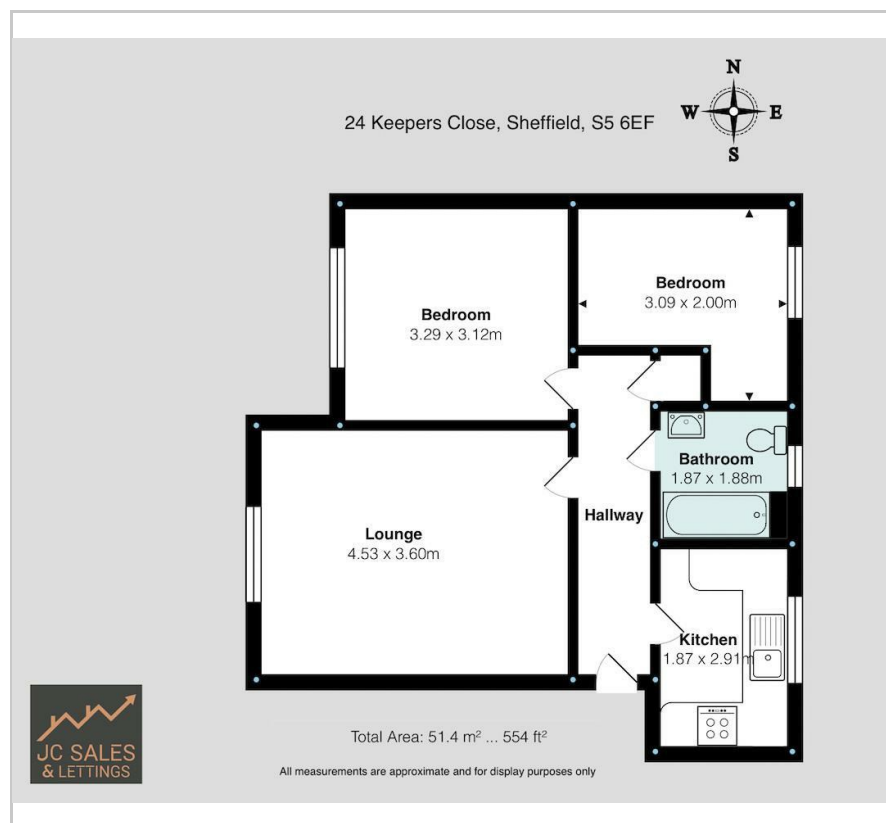 N
24 Keepers Close, Sheffield, S5 6EF
W E
S
Bedroom
3.29 x 3.12m
Bedroom
3.09 x 2.00m
Bathroom
1.87 x 1.88m
Hallway
Lounge
4.53 x 3.60m
Kitchen
1.87 x 2.91m
Total Area: 51.4 m² ... 554 ft²
All measurements are approximate and for display purposes only
JC SALES
& LETTINGS